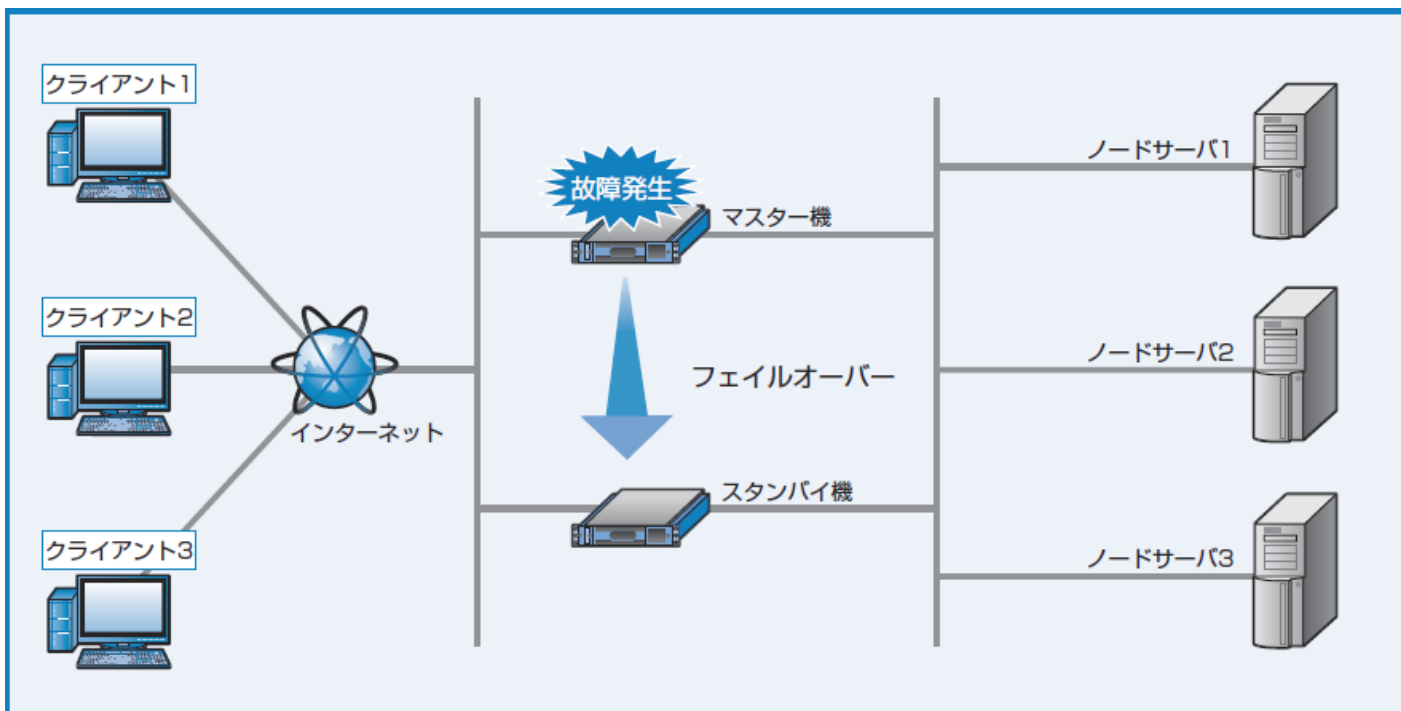 クライアント1
クライアント2
クライアント3
インターネット
故障発生
マスター機
フェイルオーバー
スタンバイ機
ノードサーバ1
ノードサーバ2
ノードサーバ3